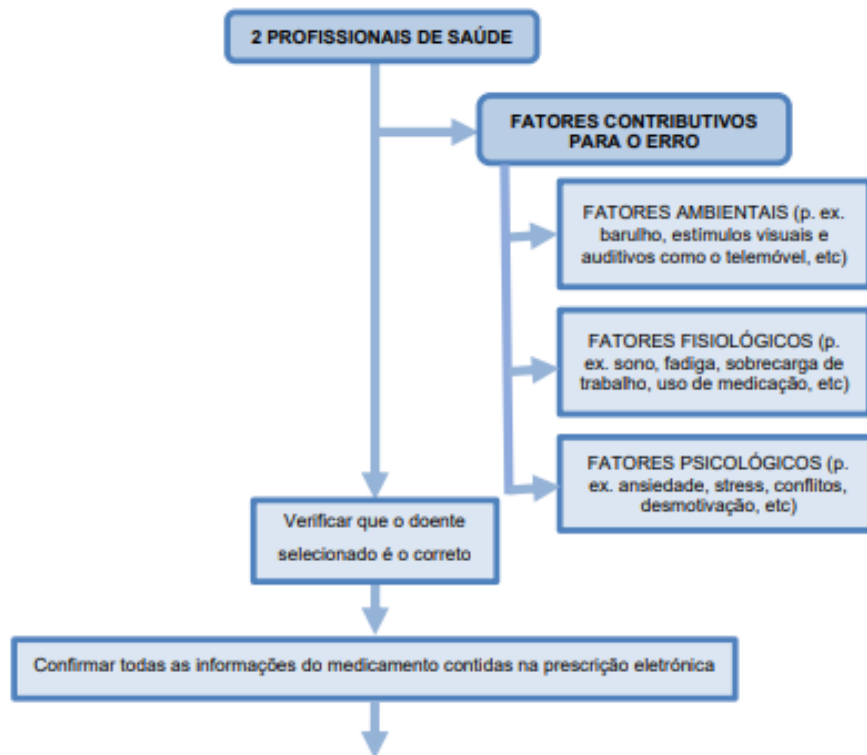 2 PROFISSIONAIS DE SAÚDE
FATORES CONTRIBUTIVOS
PARA O ERRO
FATORES AMBIENTAIS (p. ex.
barulho, estímulos visuais e
auditivos como o telemóvel, etc)
FATORES FISIOLÓGICOS (p.
ex. sono, fadiga, sobrecarga de
trabalho, uso de medicação, etc)
FATORES PSICOLÓGICOS (p.
ex. ansiedade, stress, conflitos,
desmotivação, etc)
Verificar que o doente
selecionado é o correto
Confirmar todas as informações do medicamento contidas na prescrição eletrónica